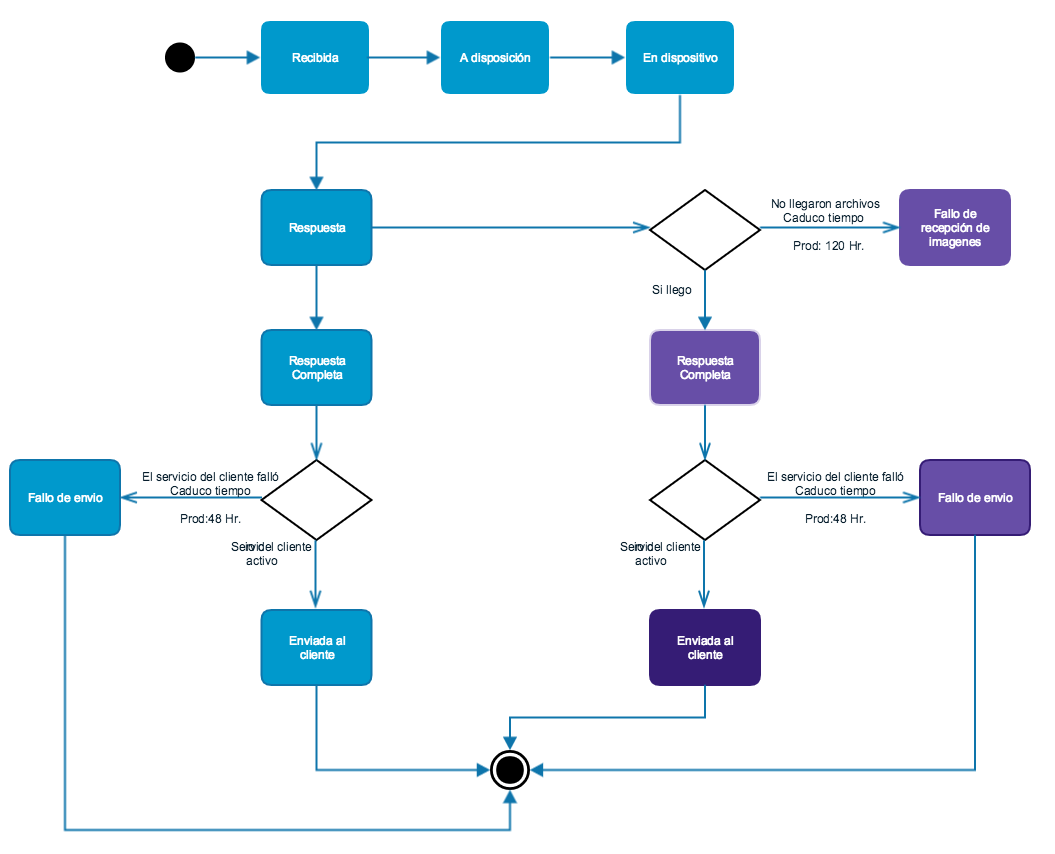 Recibida
A disposición
En dispositivo
Respuesta
No llegaron archivos
Caduco tiempo
Prod: 120 Hr.
Fallo de
recepción de
imagenes
Si llego
Respuesta
Completa
Respuesta
Completa
Fallo de envio
El servicio del cliente falló
Caduco tiempo
Prod:48 Hr.
El servicio del cliente falló
Caduco tiempo
Prod:48 Hr.
Fallo de envio
del cliente
activo
del cliente
activo
Enviada al
cliente
Enviada al
cliente